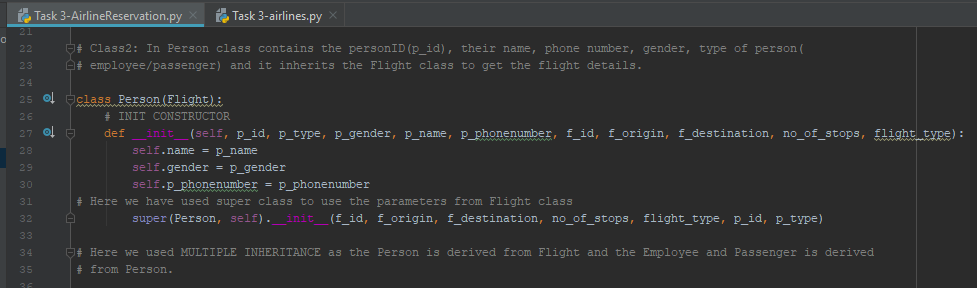 Task 3-AirlineReservation.py × Task 3-airlines.py ×
21
22 # Class2: In Person class contains the personID(p_id), their name, phone number, gender, type of person(
23 # employee/passenger) and it inherits the Flight class to get the flight details.
24
25 class Person(Flight):
26 # INIT CONSTRUCTOR
27 def __init__(self, p_id, p_type, p_gender, p_name, p_phonenumber, f_id, f_origin, f_destination, no_of_stops, flight_type):
28 self.name = p_name
29 self.gender = p_gender
30 self.p_phonenumber = p_phonenumber
31 # Here we have used super class to use the parameters from Flight class
32 super(Person, self).__init__(f_id, f_origin, f_destination, no_of_stops, flight_type, p_id, p_type)
33
34 # Here we used MULTIPLE INHERITANCE as the Person is derived from Flight and the Employee and Passenger is derived
35 # from Person.
36